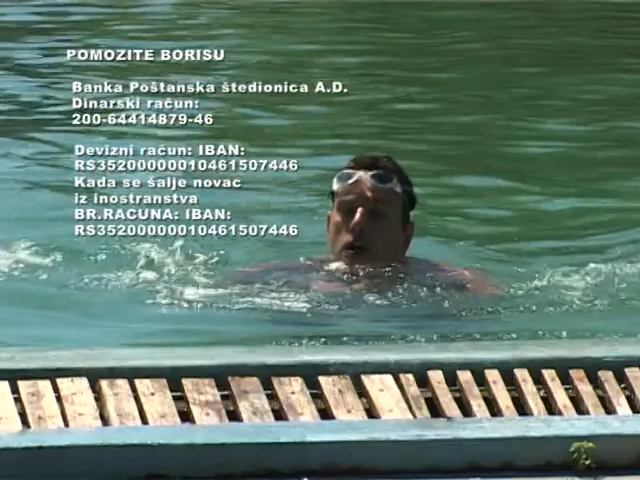 POMOZITE BORISU
Banka Poštanska štedionica A.D.
Dinarski račun:
200-64414879-46
Devizni račun: IBAN:
RS35200000010461507446
Kada se šalje novac
iz inostranstva
BR.RACUNA: IBAN:
RS35200000010461507446